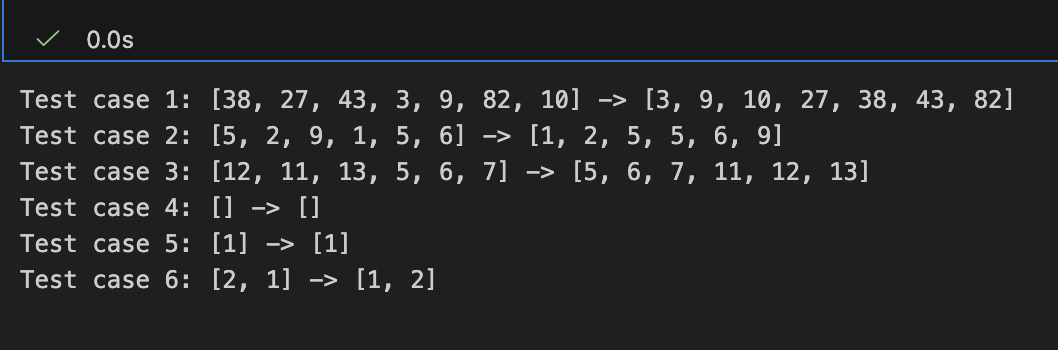 0.0s
Test case 1: [38, 27, 43, 3, 9, 82, 10] -> [3, 9, 10, 27, 38, 43, 82]
Test case 2: [5, 2, 9, 1, 5, 6] -> [1, 2, 5, 5, 6, 9]
Test case 3: [12, 11, 13, 5, 6, 7] -> [5, 6, 7, 11, 12, 13]
Test case 4: [] -> []
Test case 5: [1] -> [1]
Test case 6: [2, 1] -> [1, 2]